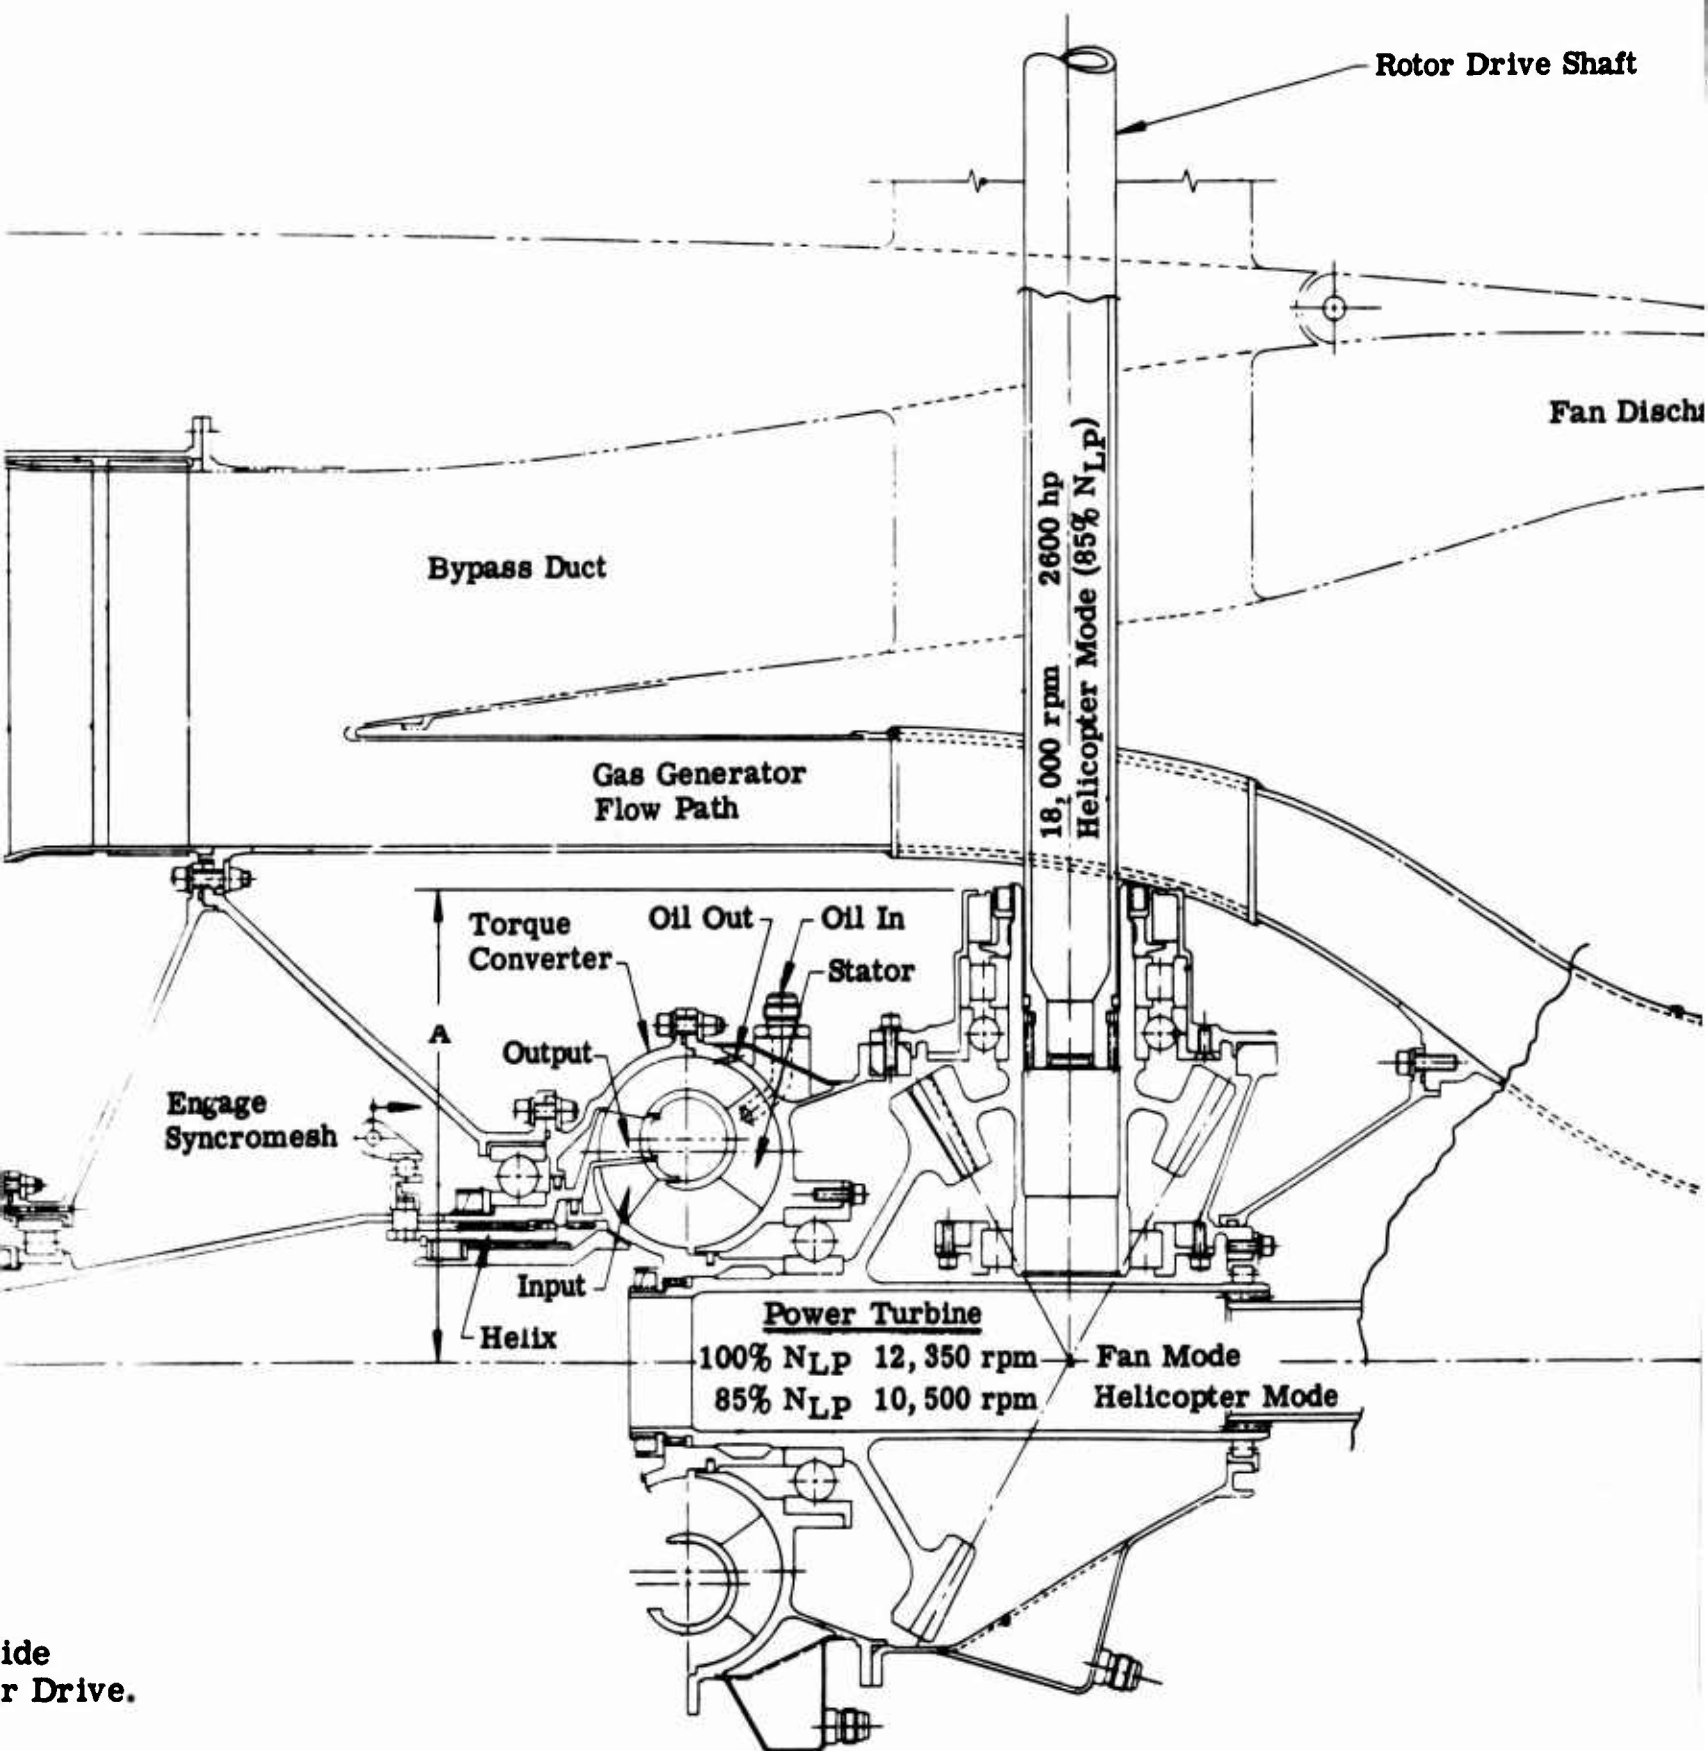 Rotor Drive Shaft
Fan
Bypass Duct
18,000 rpm 2600 hp
Helicopter Mode (85% NLP)
Gas Generator
Flow Path
Torque
Converter
Oil Out
Oil In
Stator
A
Output
Engage
Syncromesh
Input
Helix
Power Turbine
100% NLP 12,350 rpm Fan Mode
85% NLP 10,500 rpm Helicopter Mode
ide
r Drive.